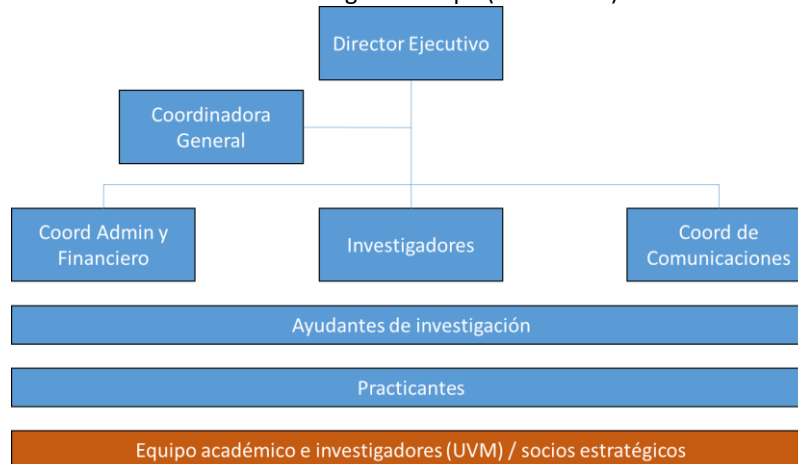 Director Ejecutivo
Coordinadora
General
Coord Admin y
Financiero
Investigadores
Coord de
Comunicaciones
Ayudantes de investigación
Practicantes
Equipo académico e investigadores (UVM) / socios estratégicos